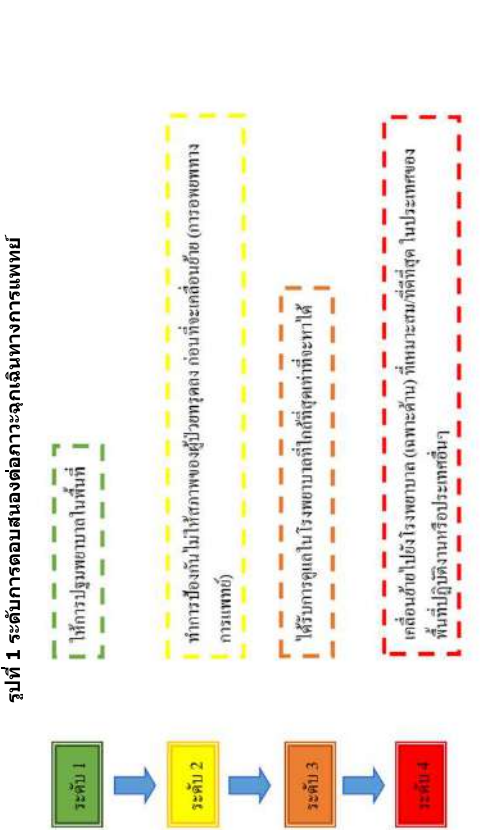 รูปที่ 1 ระดับการตอบสนองต่อภาวะฉุกเฉินทางการแพทย์
ระดับ 1
ให้การปฐมพยาบาลในพื้นที่
ระดับ 2
ทำการป้องกันไม่ให้สภาพของผู้ป่วยทรุดลง ก่อนที่จะเคลื่อนย้าย (การอพยพทาง
การแพทย์)
ระดับ 3
ได้รับการดูแลในโรงพยาบาลที่ใกล้ที่สุดเท่าที่จะหาได้
ระดับ 4
เคลื่อนย้ายไปยังโรงพยาบาล (เฉพาะด้าน) ที่เหมาะสม/ที่ดีที่สุด ในประเทศของ
พื้นที่ปฏิบัติงานหรือประเทศอื่นๆ